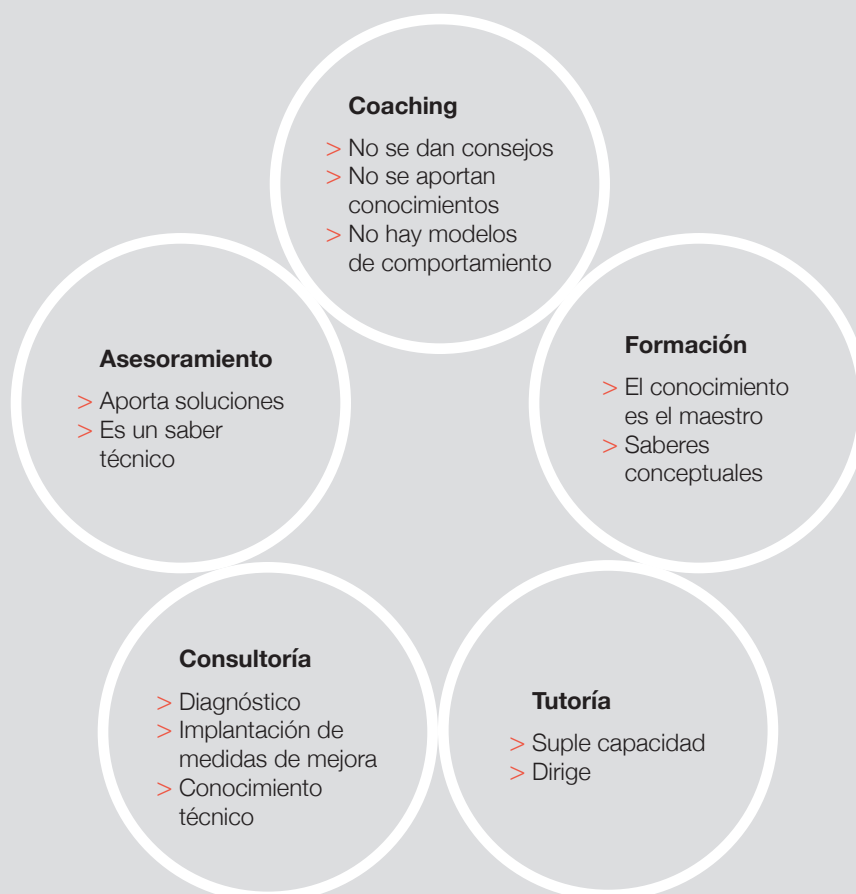 Coaching
> No se dan consejos
> No se aportan
conocimientos
> No hay modelos
de comportamiento
Asesoramiento
> Aporta soluciones
> Es un saber
técnico
Formación
> El conocimiento
es el maestro
> Saberes
conceptuales
Consultoría
> Diagnóstico
> Implantación de
medidas de mejora
> Conocimiento
técnico
Tutoría
> Suple capacidad
> Dirige